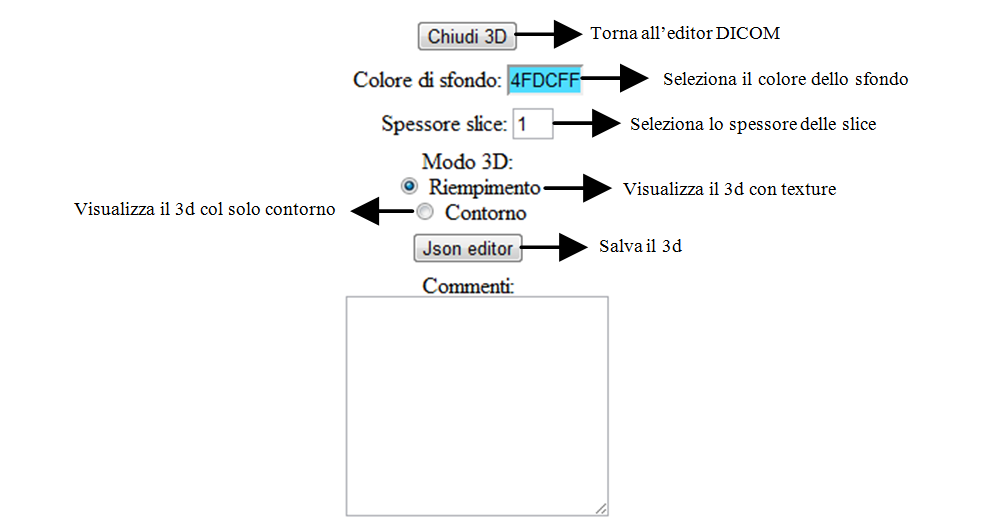 Chiudi 3D Torna all'editor DICOM
Colore di sfondo: 4FDCFF Seleziona il colore dello sfondo
Spessore slice: 1 Seleziona lo spessore delle slice
Modo 3D:
Riempimento Visualizza il 3d con texture
Visualizza il 3d col solo contorno Contorno
Json editor Salva il 3d
Commenti: